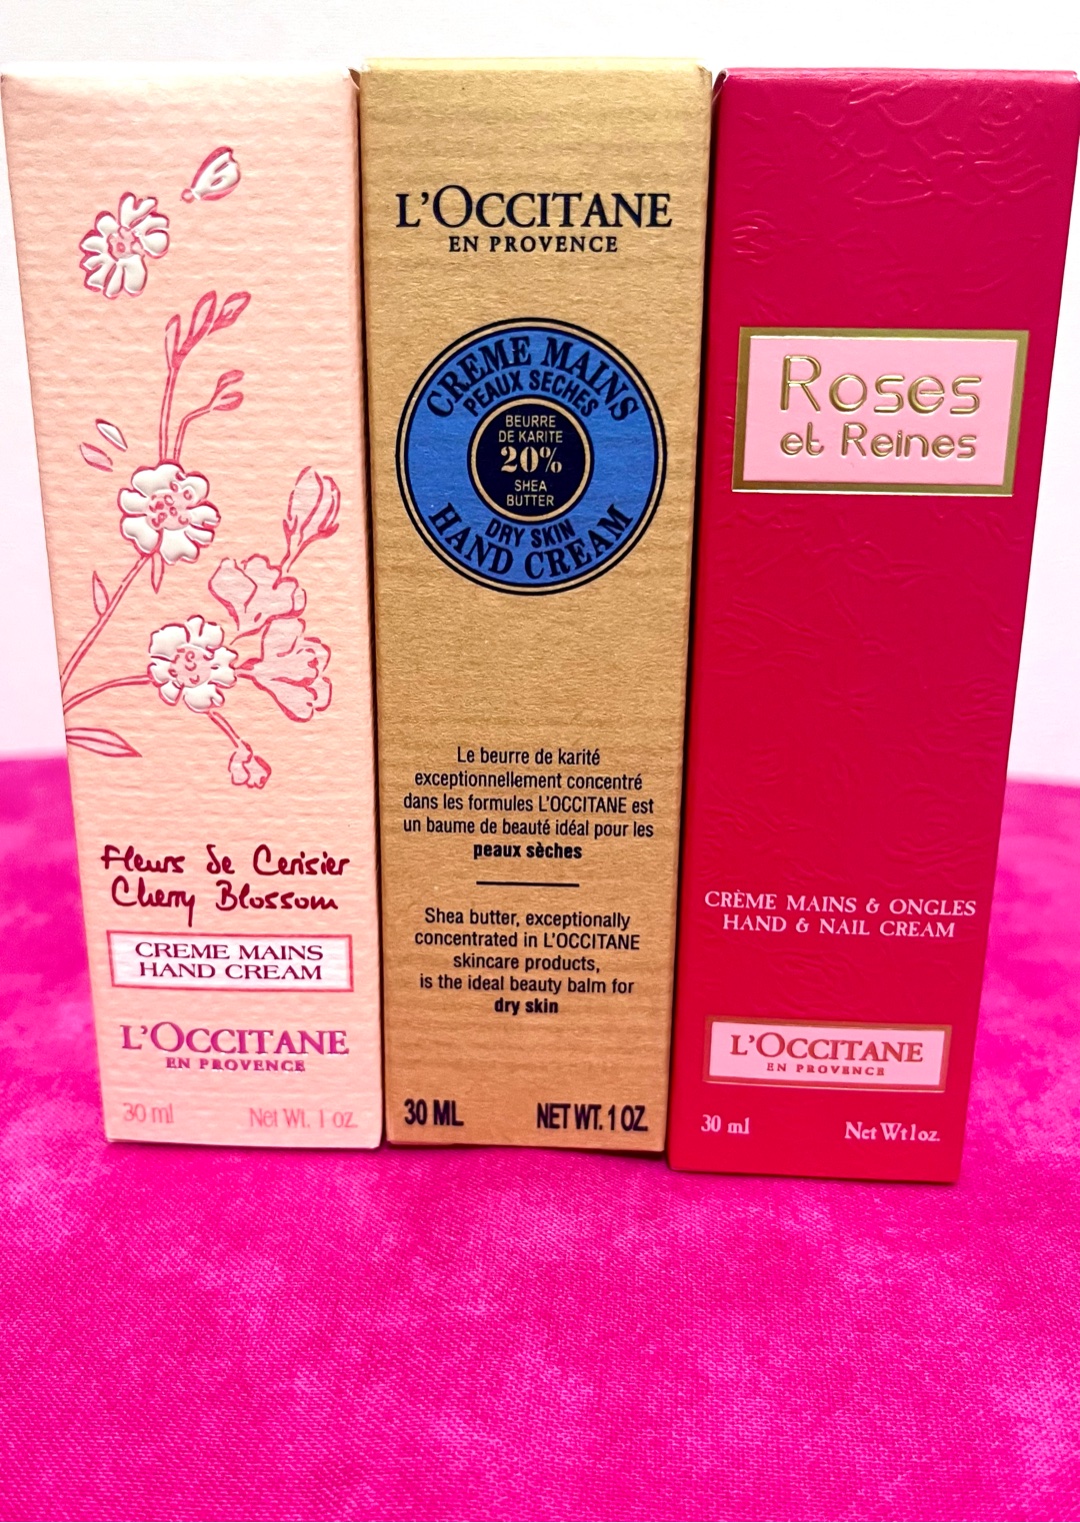 Fleurs de Cerisier
Cherry Blossom
CREME MAINS
HAND CREAM
L'OCCITANE
EN PROVENCE
30 ml Net Wt. 1 oz
L'OCCITANE
EN PROVENCE
CREME MAINS
PEAUX SECHES
BEURRE
DE KARITE
20%
SHEA
BUTTER
DRY SKIN
HAND CREAM
Le beurre de karité
exceptionnellement concentré
dans les formules L'OCCITANE est
un baume de beauté idéal pour les
peaux sèches
Shea butter, exceptionally
concentrated in L'OCCITANE
skincare products,
is the ideal beauty balm for
dry skin
30 ML NET WT. 1 OZ.
Roses
et Reines
CRÈME MAINS & ONGLES
HAND & NAIL CREAM
L'OCCITANE
EN PROVENCE
30 ml Net Wt 1 oz.